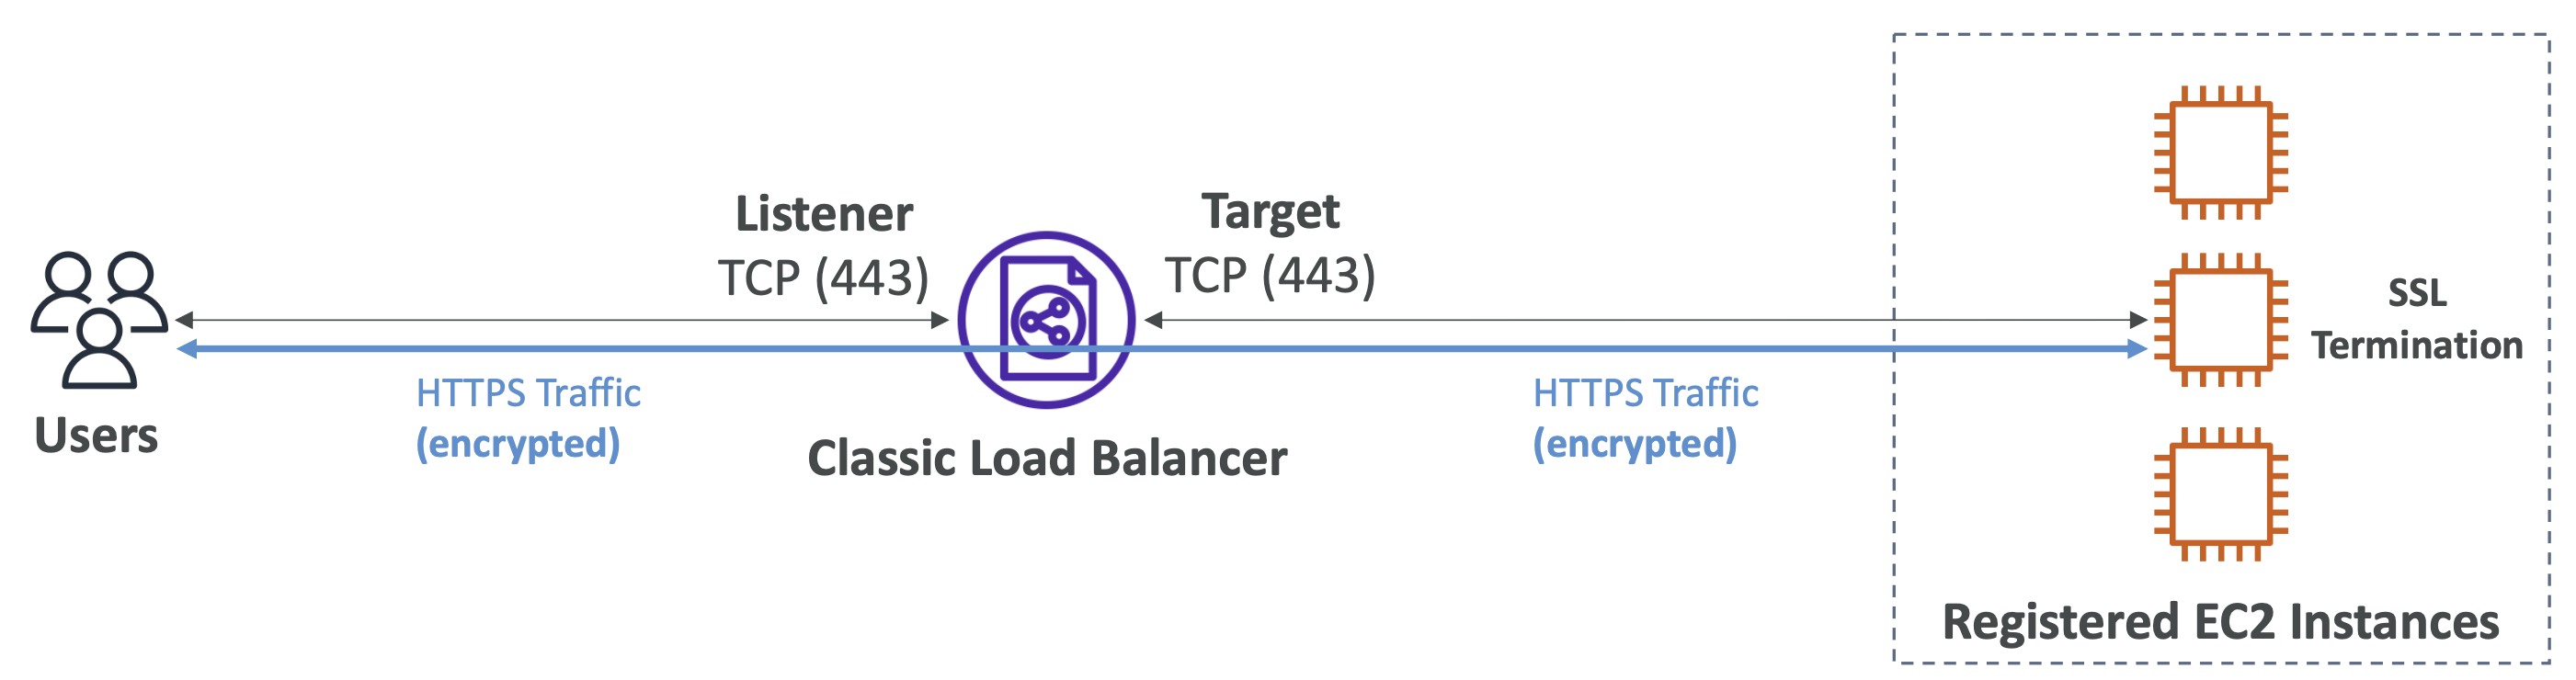 Listener
TCP (443)
Target
TCP (443)
SSL
Termination
HTTPS Traffic
(encrypted)
HTTPS Traffic
(encrypted)
Users
Classic Load Balancer
Registered EC2 Instances